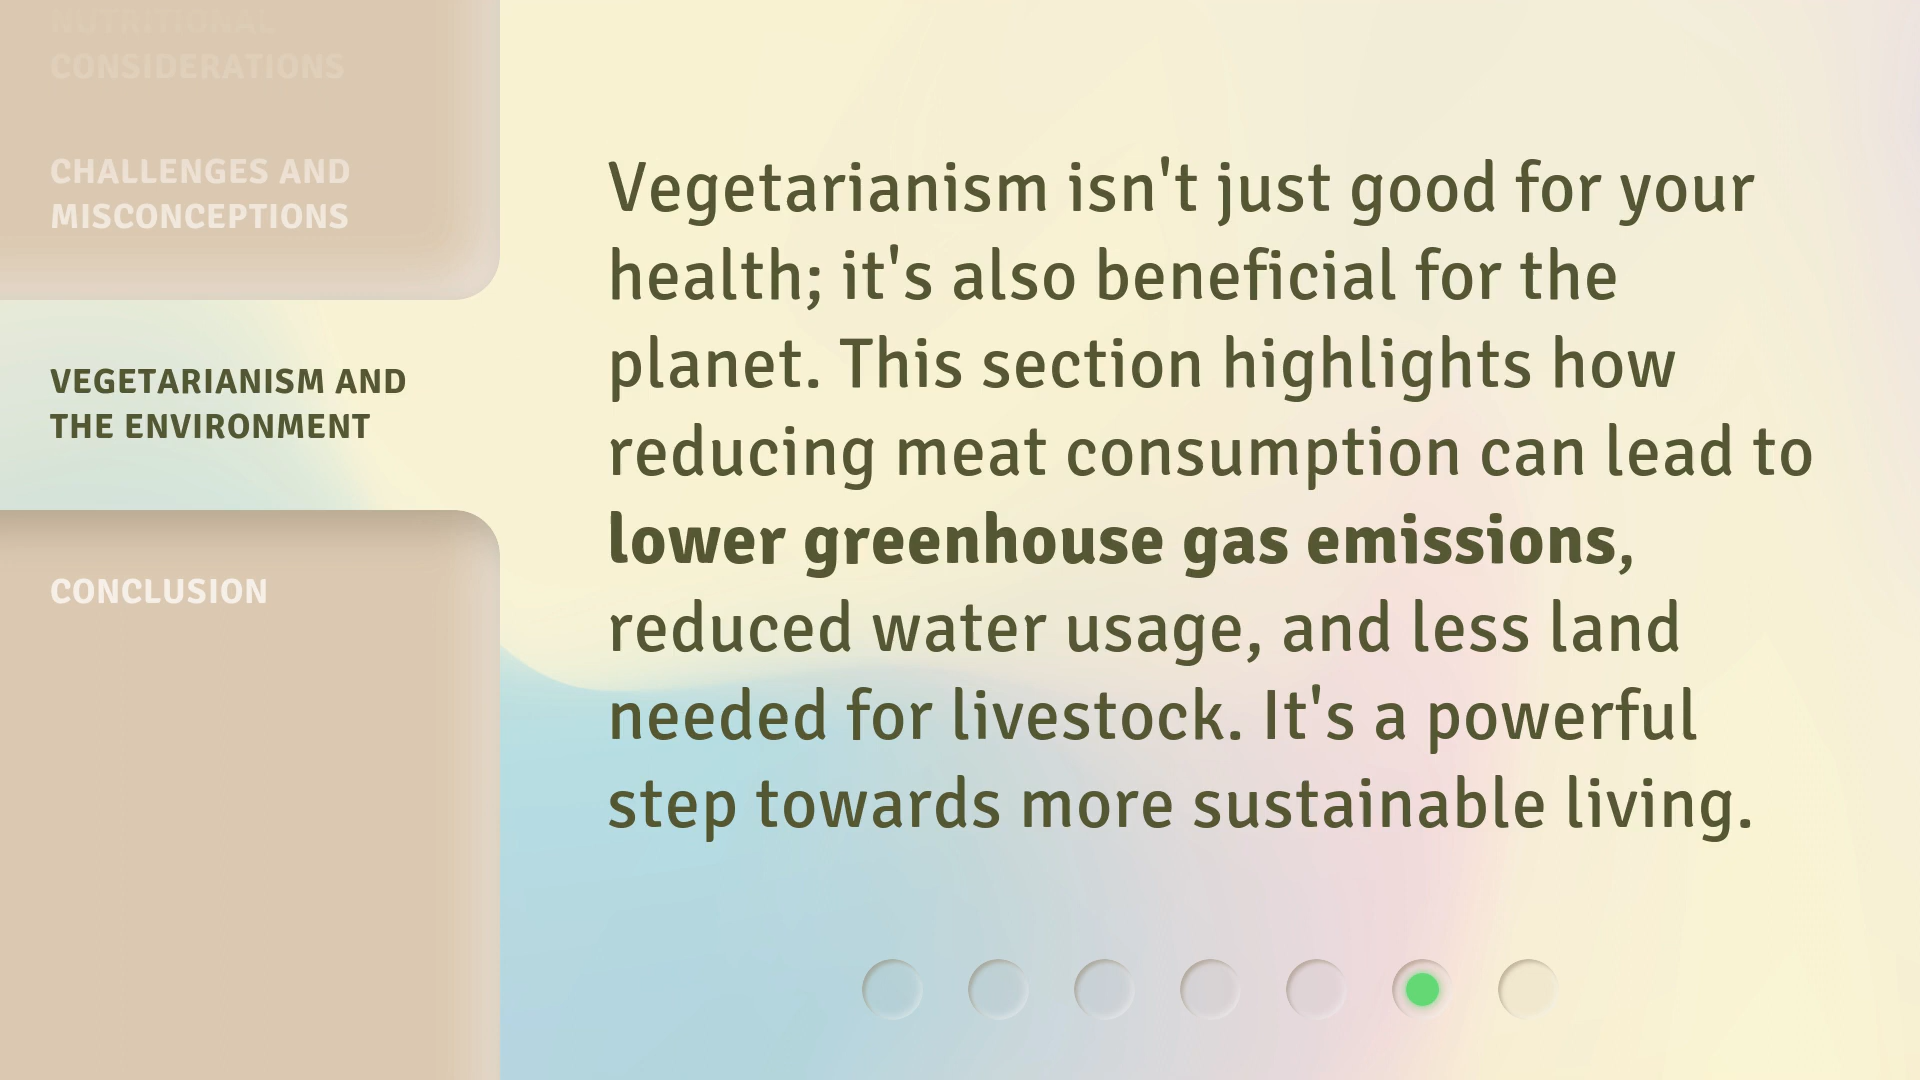 NUTRITIONAL
CONSIDERATIONS
CHALLENGES AND
MISCONCEPTIONS
VEGETARIANISM AND
THE ENVIRONMENT
CONCLUSION
Vegetarianism isn't just good for your
health; it's also beneficial for the
planet. This section highlights how
reducing meat consumption can lead to
lower greenhouse gas emissions,
reduced water usage, and less land
needed for livestock. It's a powerful
step towards more sustainable living.